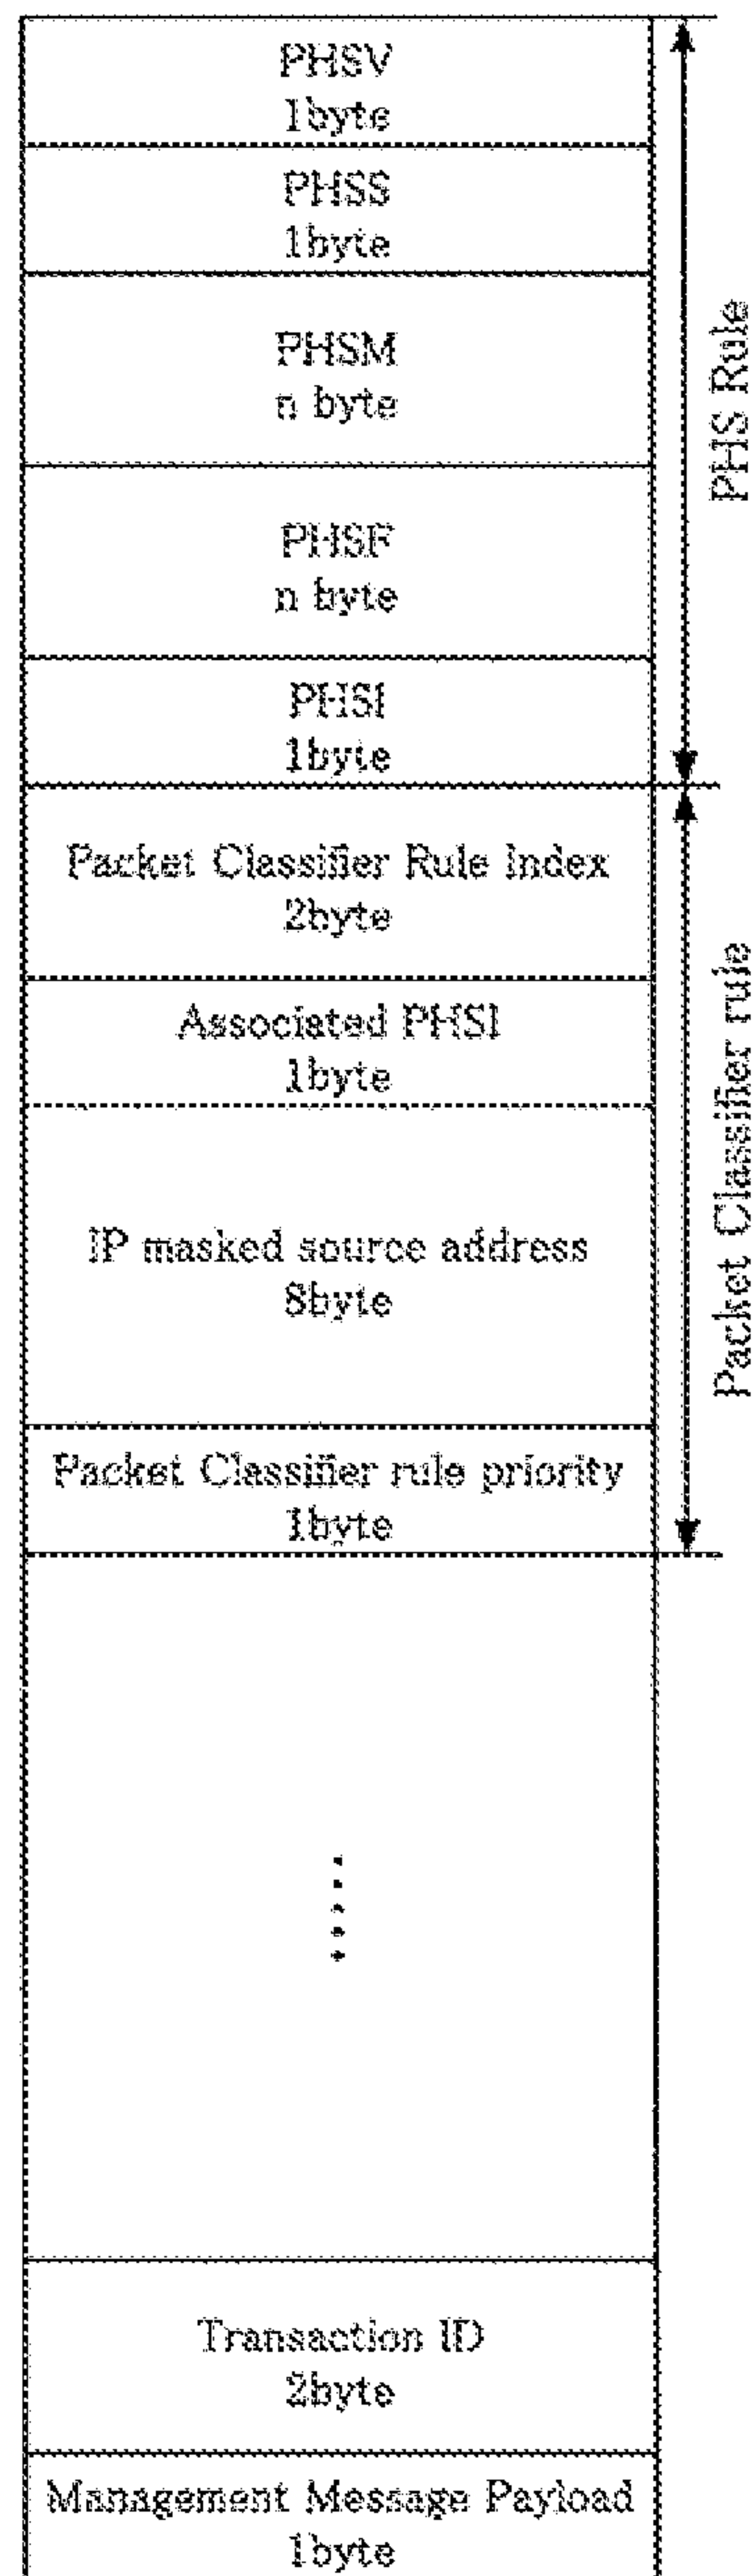 PHSV
1byte
PHSS
1byte
PHSM
n byte
PHSF
n byte
PHSI
1byte
PHS Rule
Packet Classifier Rule Index
2byte
Associated PHSI
1byte
IP masked source address
8byte
Packet Classifier rule priority
1byte
Packet Classifier rule
Transaction ID
2byte
Management Message Payload
1byte